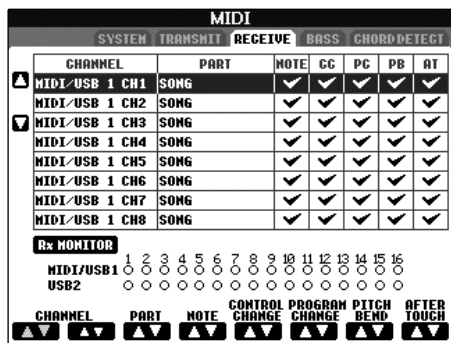 MIDI
SYSTEM TRANSMIT RECEIVE BASS CHORD DETECT
CHANNEL PART NOTE CC PC PB AT
MIDI/USB 1 CH1 SONG
MIDI/USB 1 CH2 SONG
MIDI/USB 1 CH3 SONG
MIDI/USB 1 CH4 SONG
MIDI/USB 1 CH5 SONG
MIDI/USB 1 CH6 SONG
MIDI/USB 1 CH7 SONG
MIDI/USB 1 CH8 SONG
Rx MONITOR
1 2 3 4 5 6 7 8 9 10 11 12 13 14 15 16
MIDI/USB1
USB2
CHANNEL PART NOTE CONTROL CHANGE PROGRAM CHANGE PITCH BEND AFTER TOUCH